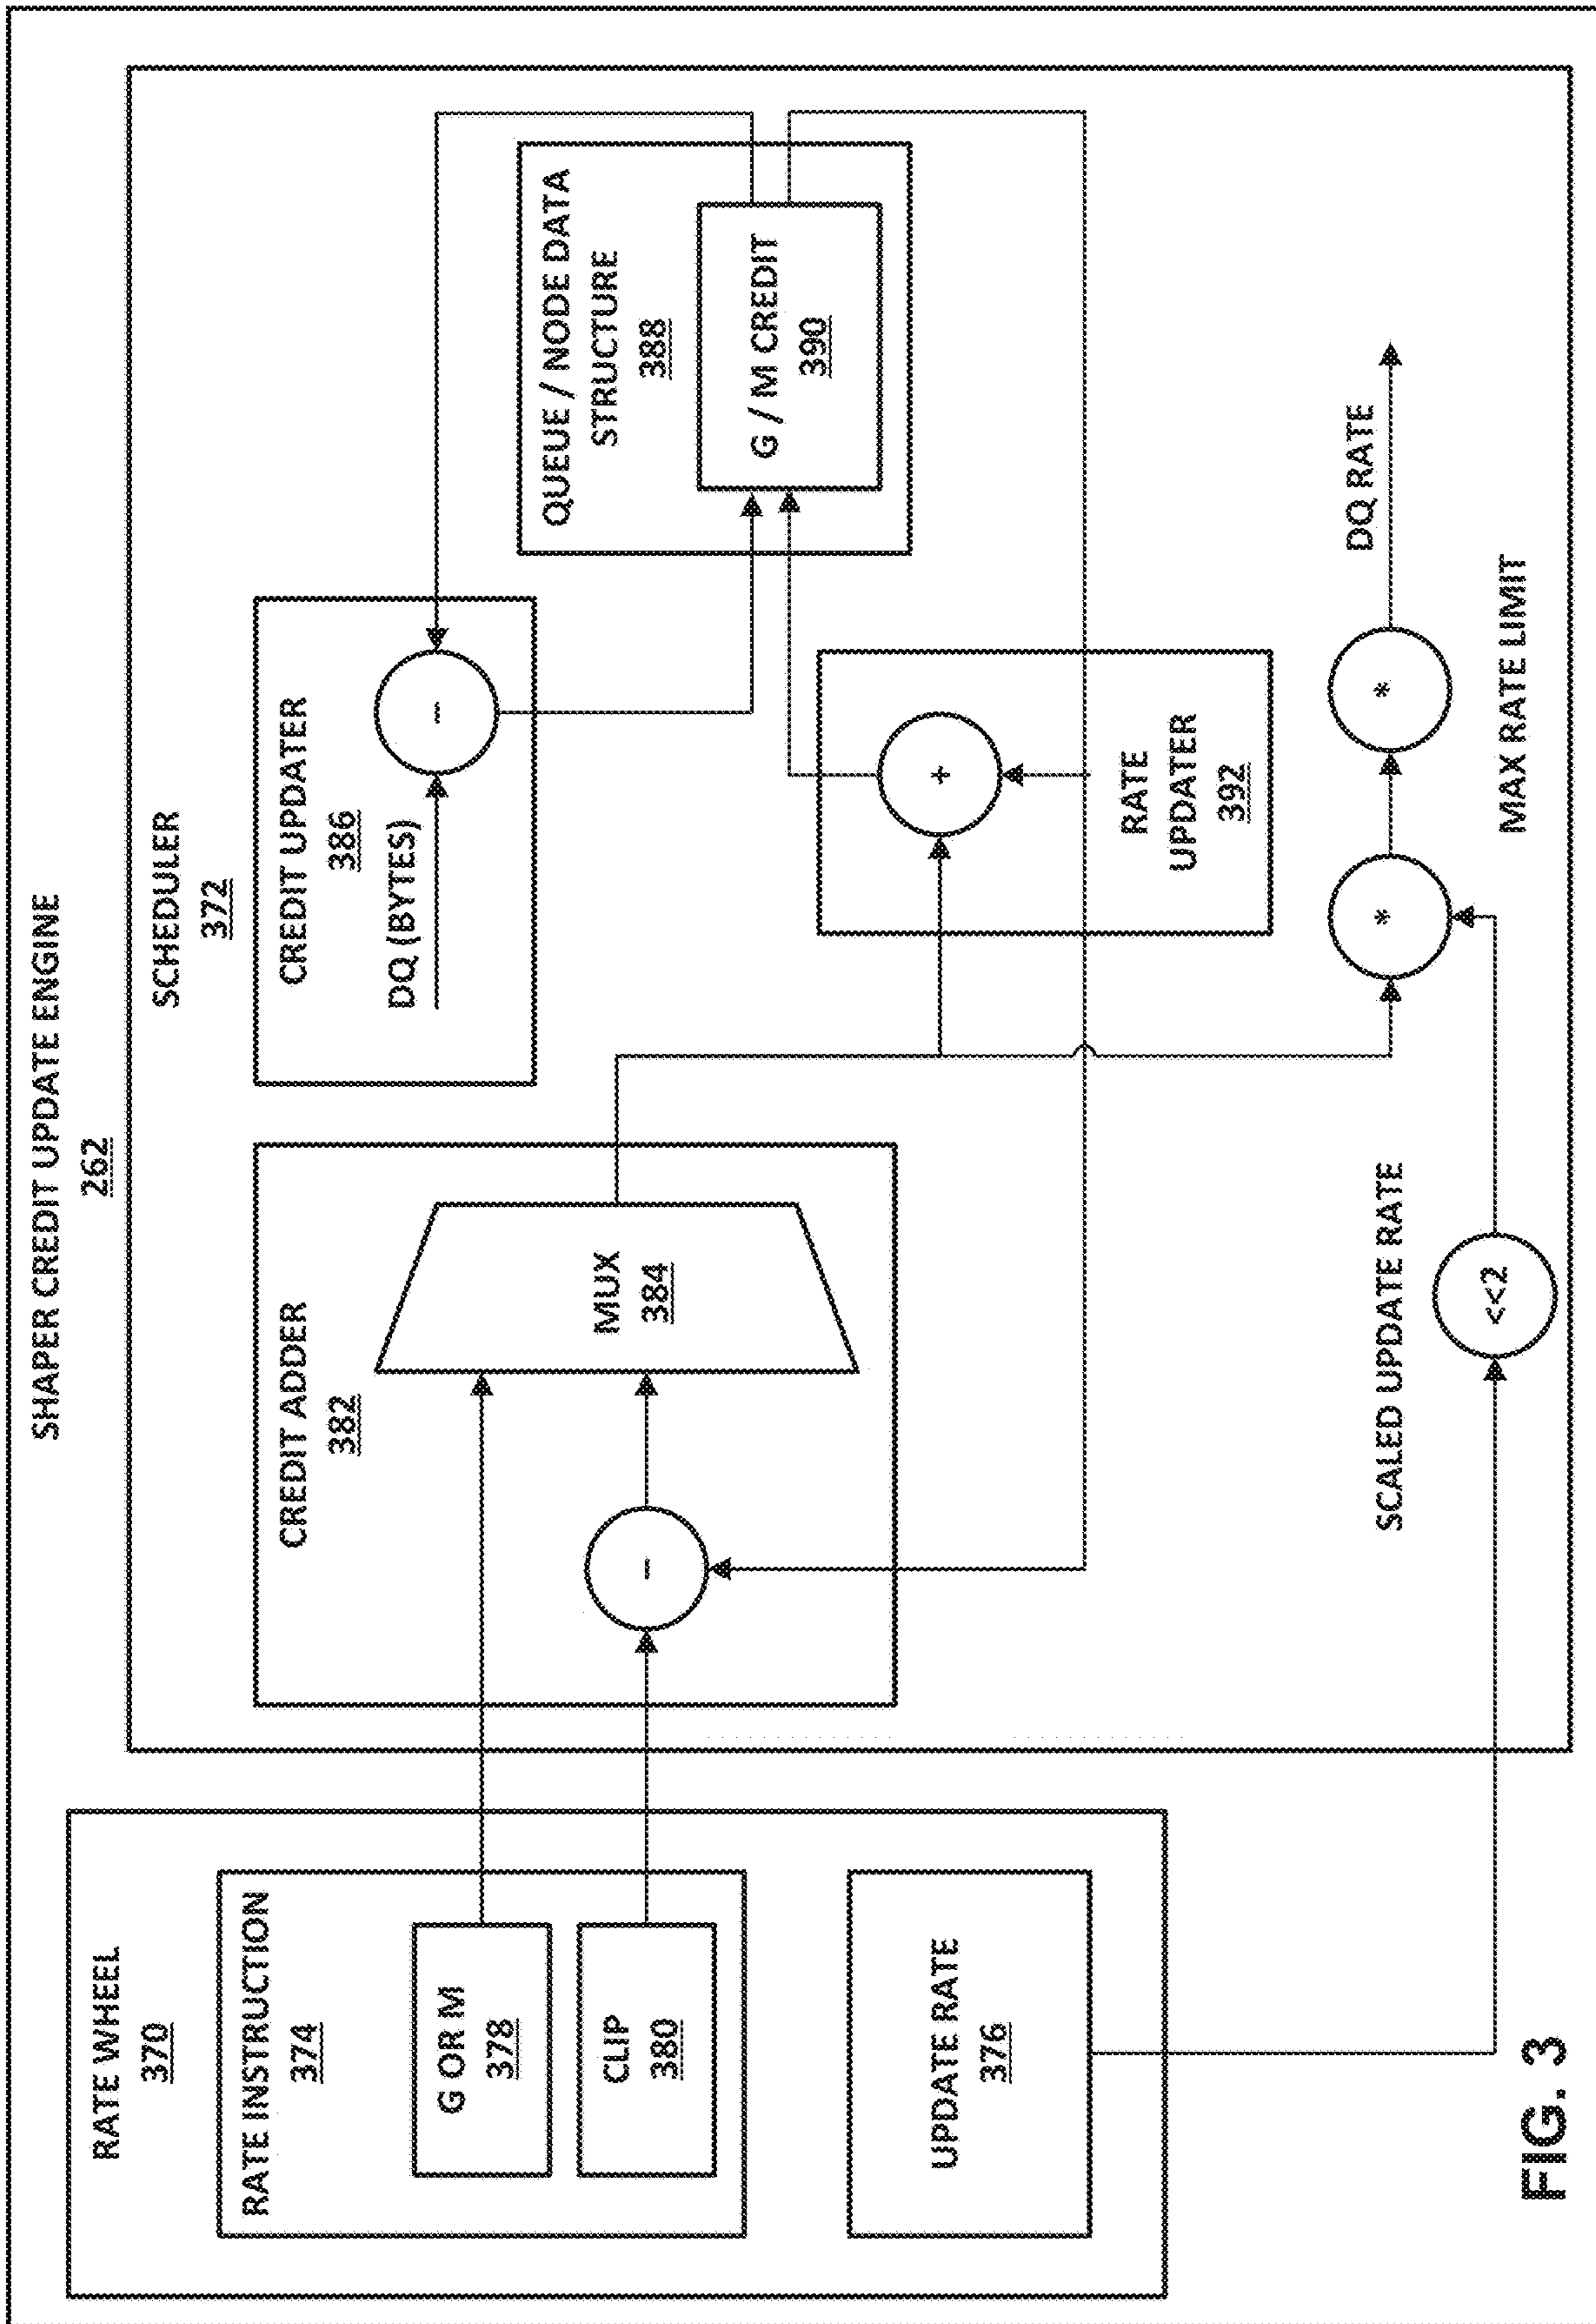 SHAPER CREDIT UPDATE ENGINE
262
RATE WHEEL
370
RATE INSTRUCTION
374
G OR M
378
CLIP
380
UPDATE RATE
376
SCHEDULER
372
CREDIT ADDER
382
MUX
384
-
CREDIT UPDATER
386
DQ (BYTES)
-
QUEUE / NODE DATA
STRUCTURE
388
G / M CREDIT
390
+
RATE
UPDATER
392
SCALED UPDATE RATE
<<2
*
*
DQ RATE
MAX RATE LIMIT
FIG. 3